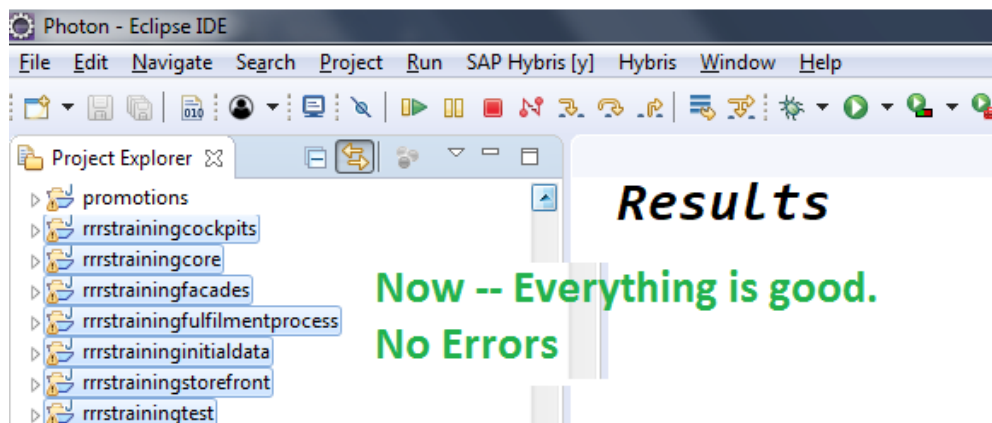 Photon - Eclipse IDE
File Edit Navigate Search Project Run SAP Hybris [y] Hybris Window Help
010
Project Explorer
Results
promotions
rrrstrainingcockpits
rrrstrainingcore
rrrstrainingfacades
Now -- Everything is good.
rrrstrainingfulfilmentprocess
No Errors
rrrstraininginitialdata
rrrstrainingstorefront
rrrstrainingtest